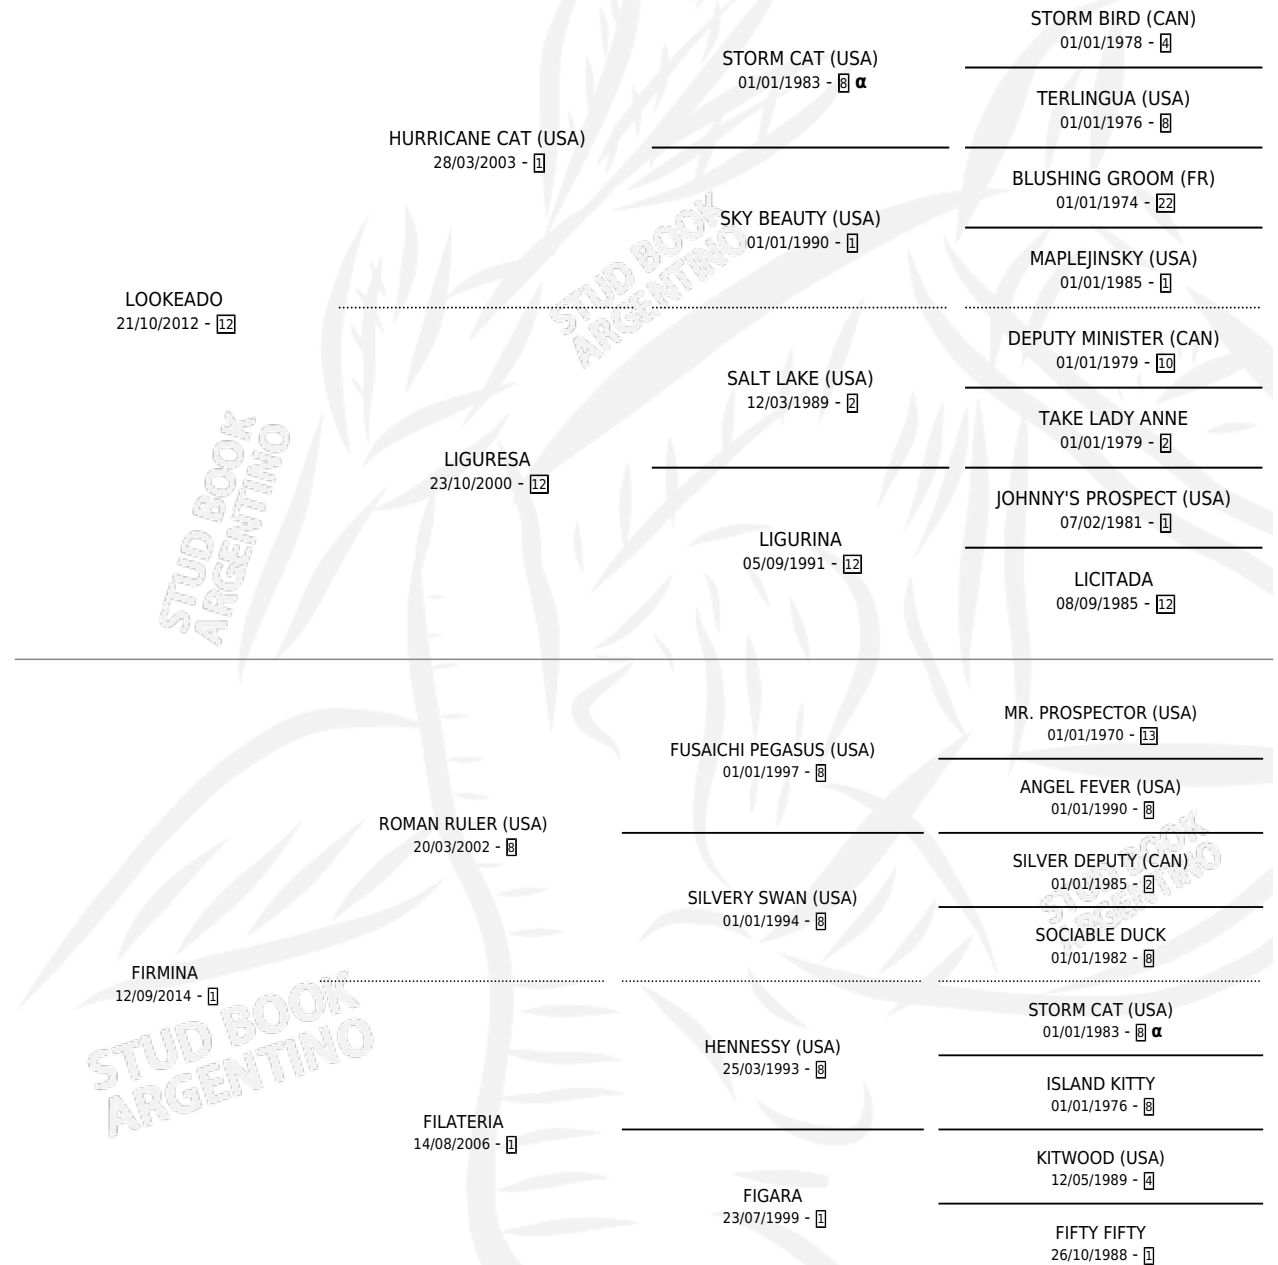 STORM BIRD (CAN)
01/01/1978 - 4
STORM CAT (USA)
01/01/1983 - 8 α
TERLINGUA (USA)
01/01/1976 - 8
HURRICANE CAT (USA)
28/03/2003 - 1
BLUSHING GROOM (FR)
01/01/1974 - 22
SKY BEAUTY (USA)
01/01/1990 - 1
MAPLEJINSKY (USA)
01/01/1985 - 1
STUD BOOK
ARGENTINO
LOOKEADO
21/10/2012 - 12
DEPUTY MINISTER (CAN)
01/01/1979 - 10
SALT LAKE (USA)
12/03/1989 - 2
TAKE LADY ANNE
01/01/1979 - 2
LIGURESA
23/10/2000 - 12
JOHNNY'S PROSPECT (USA)
07/02/1981 - 1
LIGURINA
05/09/1991 - 12
LICITADA
08/09/1985 - 12
STUD BOOK
ARGENTINO
MR. PROSPECTOR (USA)
01/01/1970 - 13
FUSAICHI PEGASUS (USA)
01/01/1997 - 8
ANGEL FEVER (USA)
01/01/1990 - 8
ROMAN RULER (USA)
20/03/2002 - 8
SILVER DEPUTY (CAN)
01/01/1985 - 2
STUD BOOK
ARGENTINO
SILVERY SWAN (USA)
01/01/1994 - 8
SOCIABLE DUCK
01/01/1982 - 8
FIRMINA
12/09/2014 - 1
STUD BOOK
ARGENTINO
STORM CAT (USA)
01/01/1983 - 8 α
HENNESSY (USA)
25/03/1993 - 8
ISLAND KITTY
01/01/1976 - 8
FILATERIA
14/08/2006 - 1
KITWOOD (USA)
12/05/1989 - 4
FIGARA
23/07/1999 - 1
FIFTY FIFTY
26/10/1988 - 1